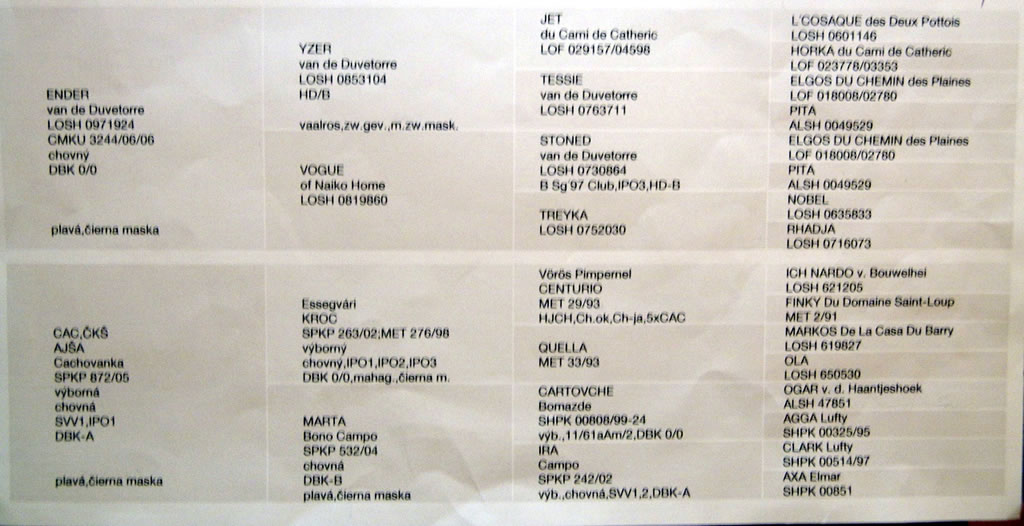 ENDER
van de Duvetorre
LOSH 0971924
CMKU 3244/06/06
chovný
DBK 0/0
plavá,čierna maska
YZER
van de Duvetorre
LOSH 0853104
HD/B
vaalros,zw.gev.,m.zw.mask.
VOGUE
of Naiko Home
LOSH 0819860
JET
du Cami de Catheric
LOF 029157/04598
TESSIE
van de Duvetorre
LOSH 0763711
STONED
van de Duvetorre
LOSH 0730864
B Sg 97 Club,IPO3,HD-B
TREYKA
LOSH 0752030
L'COSAQUE des Deux Pottois
LOSH 0601146
HORKA du Cami de Catheric
LOF 023778/03353
ELGOS DU CHEMIN des Plaines
LOF 018008/02780
PITA
ALSH 0049529
ELGOS DU CHEMIN des Plaines
LOF 018008/02780
PITA
ALSH 0049529
NOBEL
LOSH 0635833
RHADJA
LOSH 0716073
CAC,ČKŠ
AJŠA
Cachovanka
SPKP 872/05
výborná
chovná
SVV1,IPO1
DBK-A
plavá,čierna maska
Essegvári
KROC
SPKP 263/02;MET 276/98
výborný
chovný,IPO1,IPO2,IPO3
DBK 0/0,mahag.,čierna m.
MARTA
Bono Campo
SPKP 532/04
chovná
DBK-B
plavá,čierna maska
Vörös Pimpernel
CENTURIO
MET 29/93
HJCH,Ch.ok,Ch-ja,5xCAC
QUELLA
MET 33/93
CARTOVCHE
Bomazde
SHPK 00808/99-24
výb.,11/61aAm/2,DBK 0/0
IRA
Campo
SPKP 242/02
výb.,chovná,SVV1,2,DBK-A
ICH NARDO v. Bouwelhei
LOSH 621205
FINKY Du Domaine Saint-Loup
MET 2/91
MARKOS De La Casa Du Barry
LOSH 619827
OLA
LOSH 650530
OGAR v. d. Haantjeshoek
ALSH 47851
AGGA Lufty
SHPK 00325/95
CLARK Lufty
SHPK 00514/97
AXA Elmar
SHPK 00851